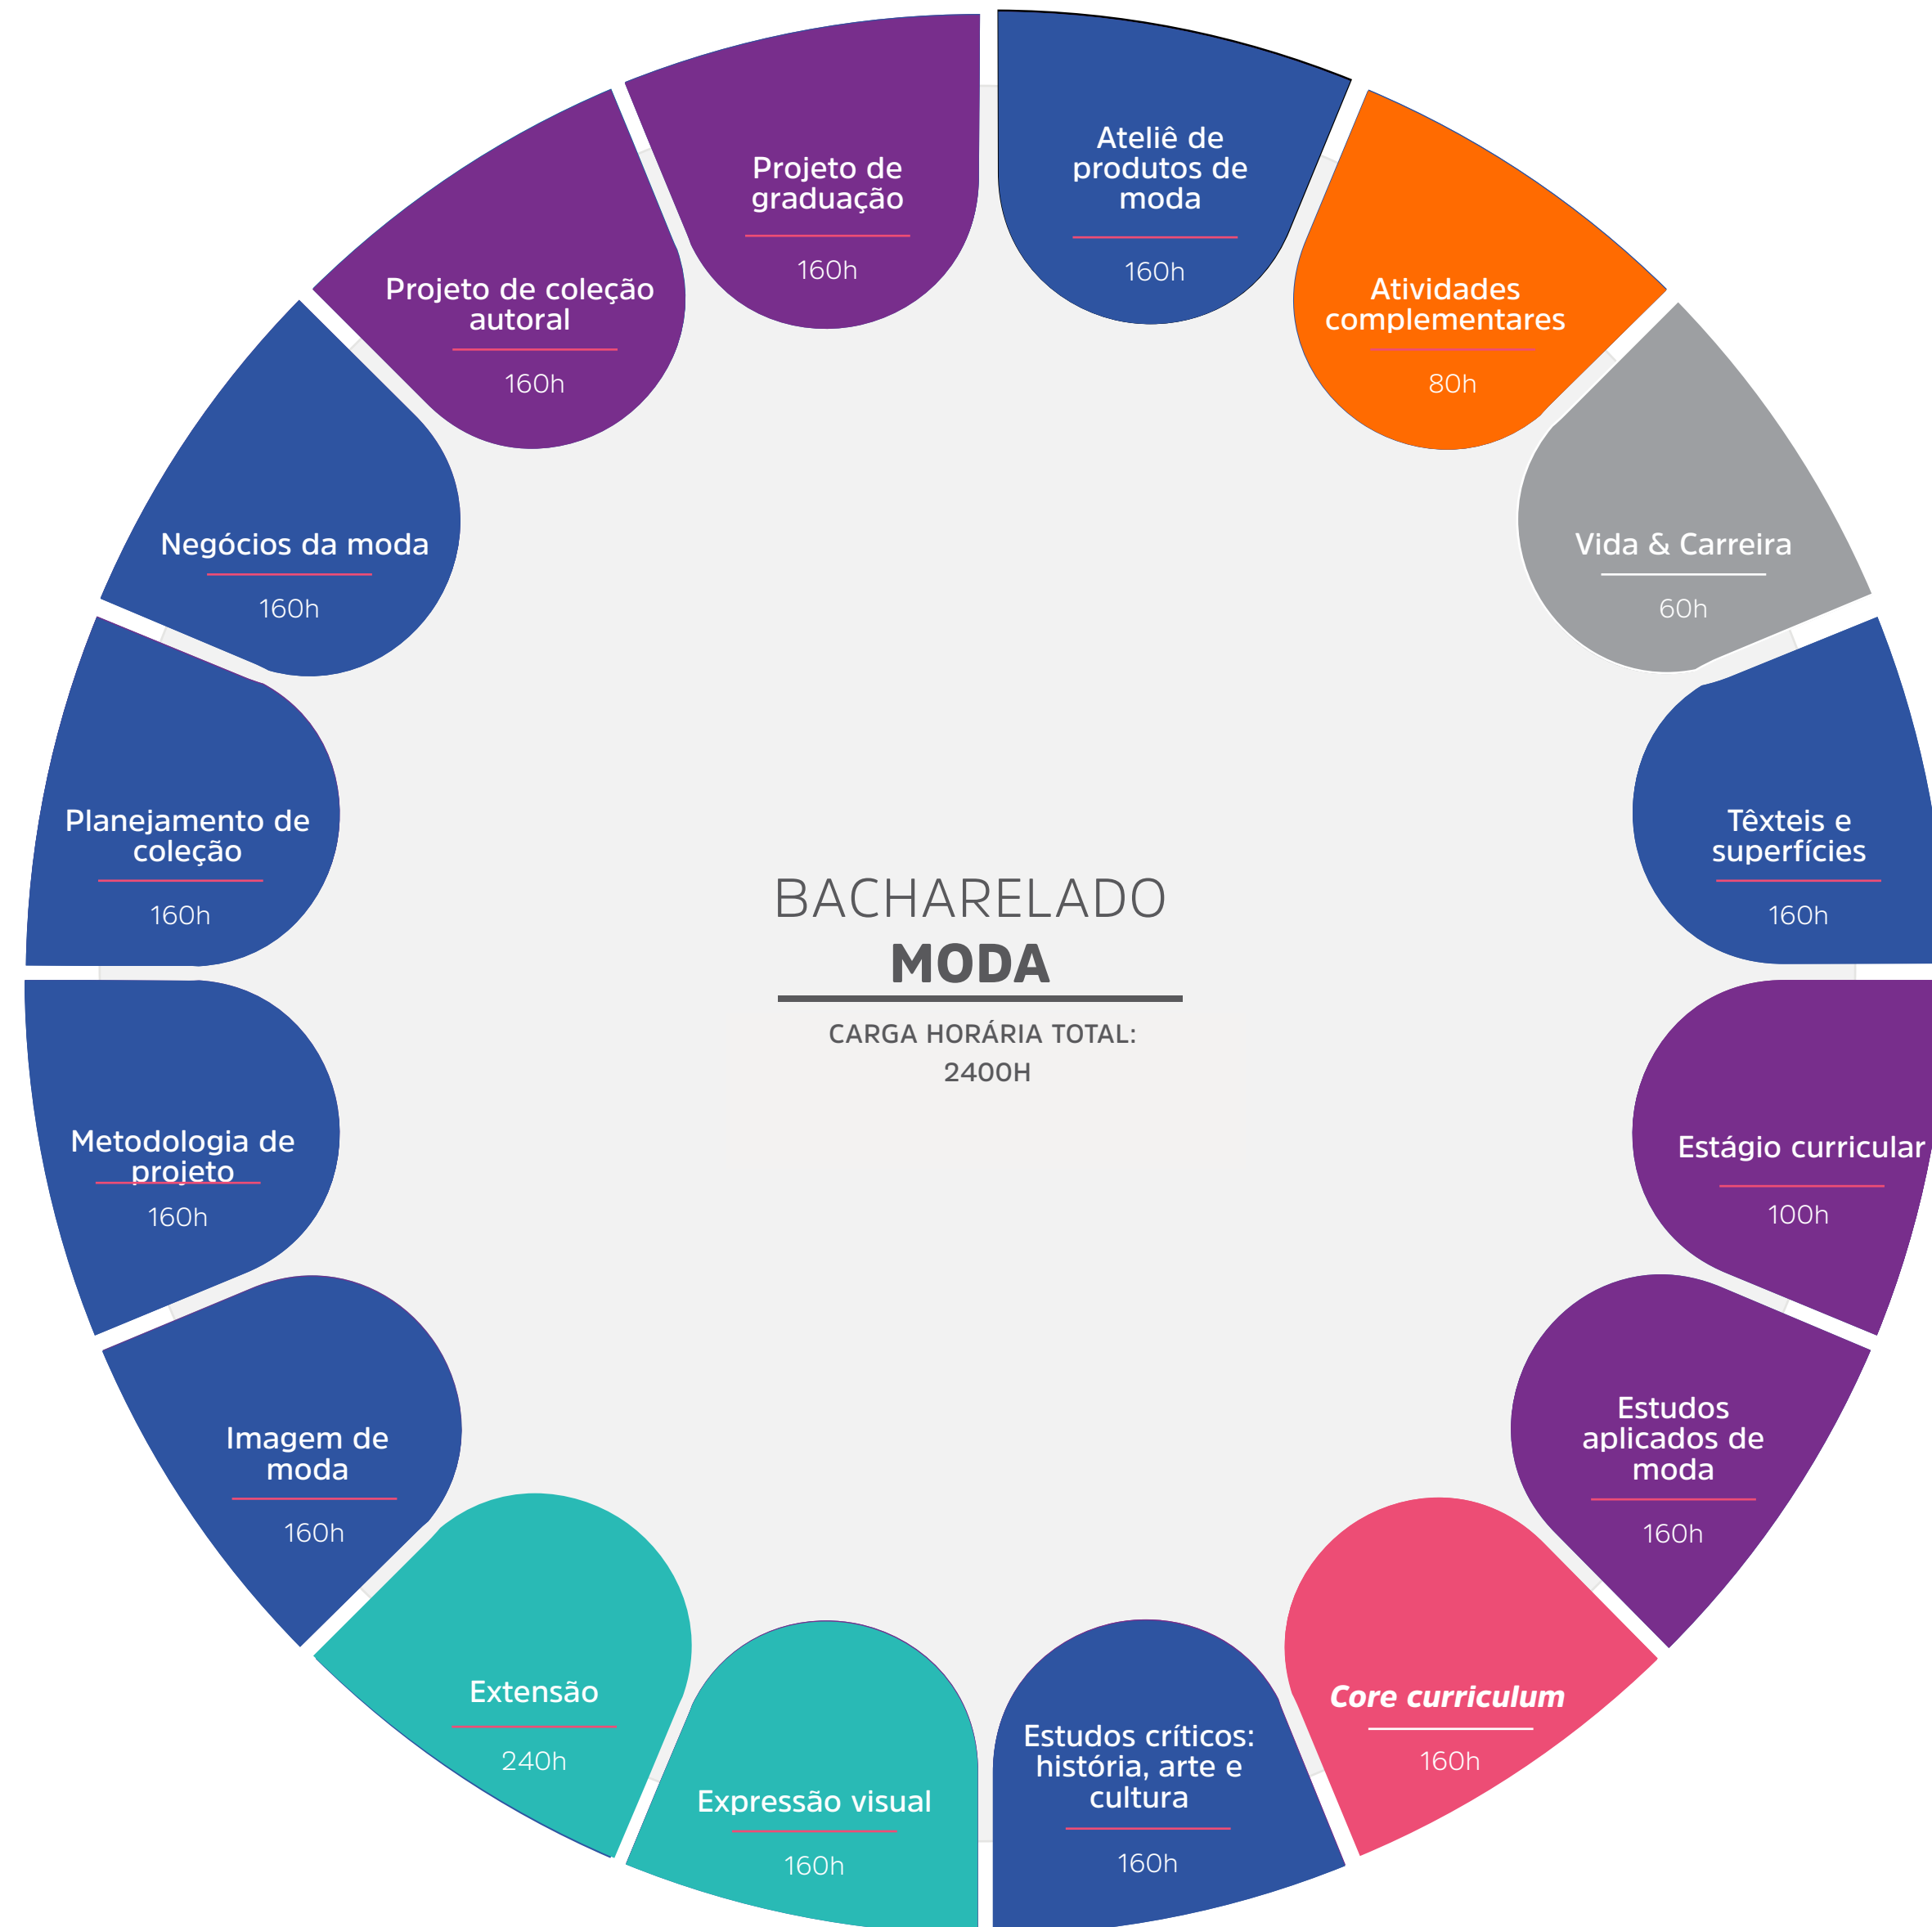 Ateliê de
produtos de
moda
160h
Atividades
complementares
80h
Vida & Carreira
60h
Têxteis e
superfícies
160h
Estágio curricular
100h
Estudos
aplicados de
moda
160h
Core curriculum
160h
Estudos críticos:
história, arte e
cultura
160h
Expressão visual
160h
Extensão
240h
Imagem de
moda
160h
Metodologia de
projeto
160h
Planejamento de
coleção
160h
Negócios da moda
160h
Projeto de coleção
autoral
160h
Projeto de
graduação
160h
BACHARELADO
MODA
CARGA HORÁRIA TOTAL:
2400H